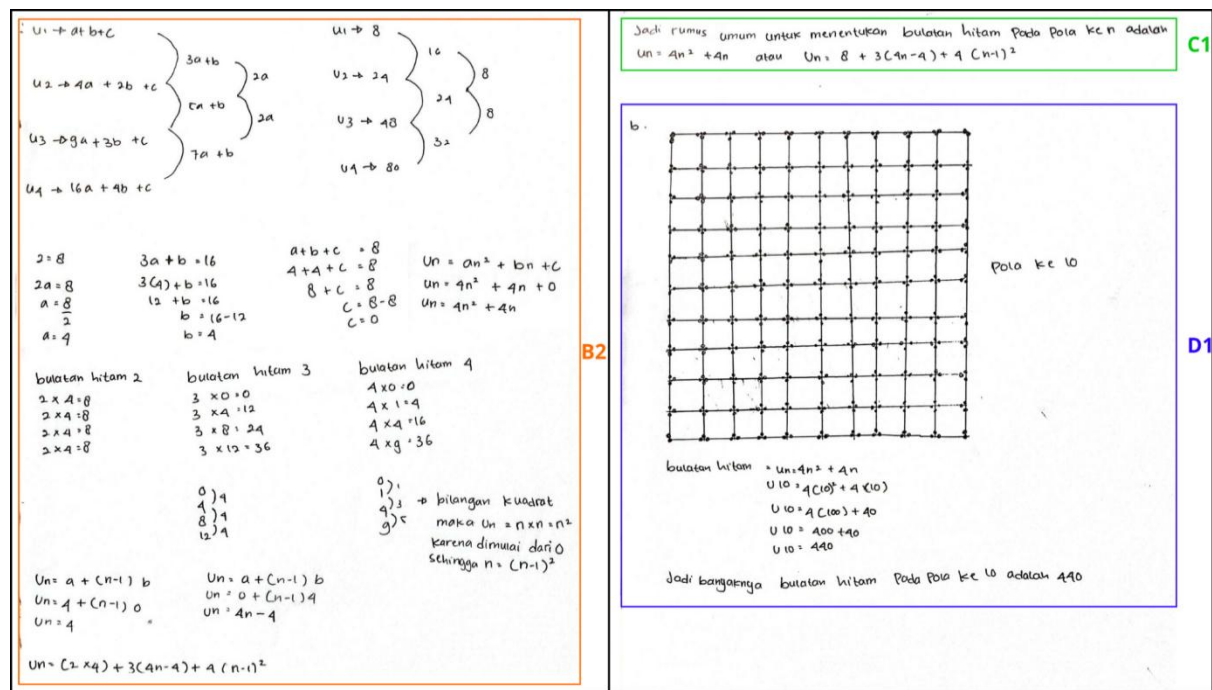 U1 → a+b+c
U2 → 4a + 2b + c
U3 → 9a + 3b + c
U4 → 16a + 4b + c
3a+b
5a+b
7a+b
2a
2a
U1 → 8
U2 → 24
U3 → 48
U4 → 80
16
24
32
8
8
2=8
2a=8
a=8/2
a=4
3a + b = 16
3(4) + b = 16
12 + b = 16
b = 16-12
b = 4
a+b+c = 8
4+4+c = 8
8+c = 8
c = 8-8
c = 0
Un = an² + bn + c
Un = 4n² + 4n + 0
Un = 4n² + 4n
bulatan hitam 2
2 x 4 = 8
2 x 4 = 8
2 x 4 = 8
2 x 4 = 8
bulatan hitam 3
3 x 0 = 0
3 x 4 = 12
3 x 8 = 24
3 x 12 = 36
bulatan hitam 4
4 x 0 = 0
4 x 1 = 4
4 x 4 = 16
4 x 9 = 36
0 ) 4
4 ) 4
8 ) 4
12
0 ) 1
1 ) 3
4 ) 5
9
→ bilangan kuadrat
maka Un = n x n = n²
karena dimulai dari 0
sehingga n = (n-1)²
Un = a + (n-1) b
Un = 4 + (n-1) 0
Un = 4
Un = a + (n-1) b
Un = 0 + (n-1) 4
Un = 4n - 4
Un = (2 x 4) + 3(4n-4) + 4 (n-1)²
B2
Jadi rumus umum untuk menentukan bulatan hitam Pada Pola ke n adalah
Un = 4n² + 4n atau Un = 8 + 3(4n-4) + 4 (n-1)²
C1
b.
Pola ke 10
D1
bulatan hitam = Un = 4n² + 4n
U10 = 4(10)² + 4 x(10)
U10 = 4(100) + 40
U10 = 400 + 40
U10 = 440
Jadi banyaknya bulatan hitam Pada Pola ke 10 adalah 440